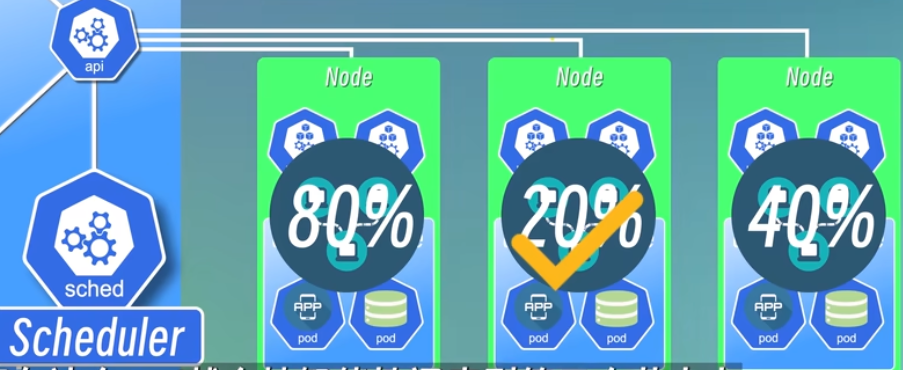 api
Node
Node
Node
80%
20%
40%
sched
APP
APP
APP
pod
pod
pod
pod
pod
pod
Scheduler